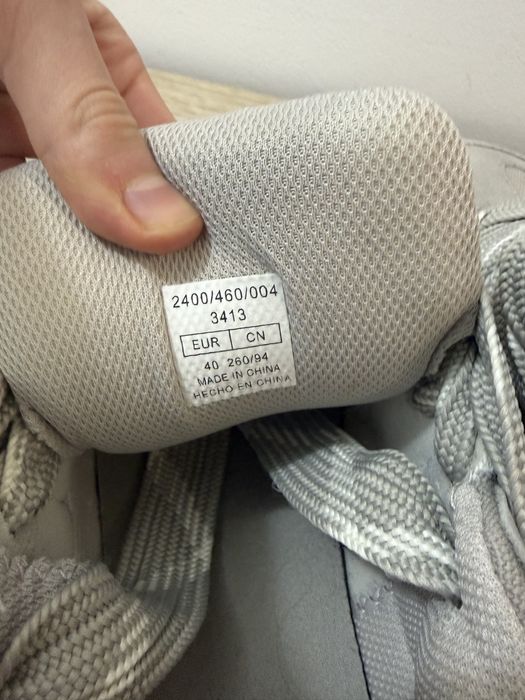 2400/460/004
3413
EUR CN
40 260/94
MADE IN CHINA
HECHO EN CHINA